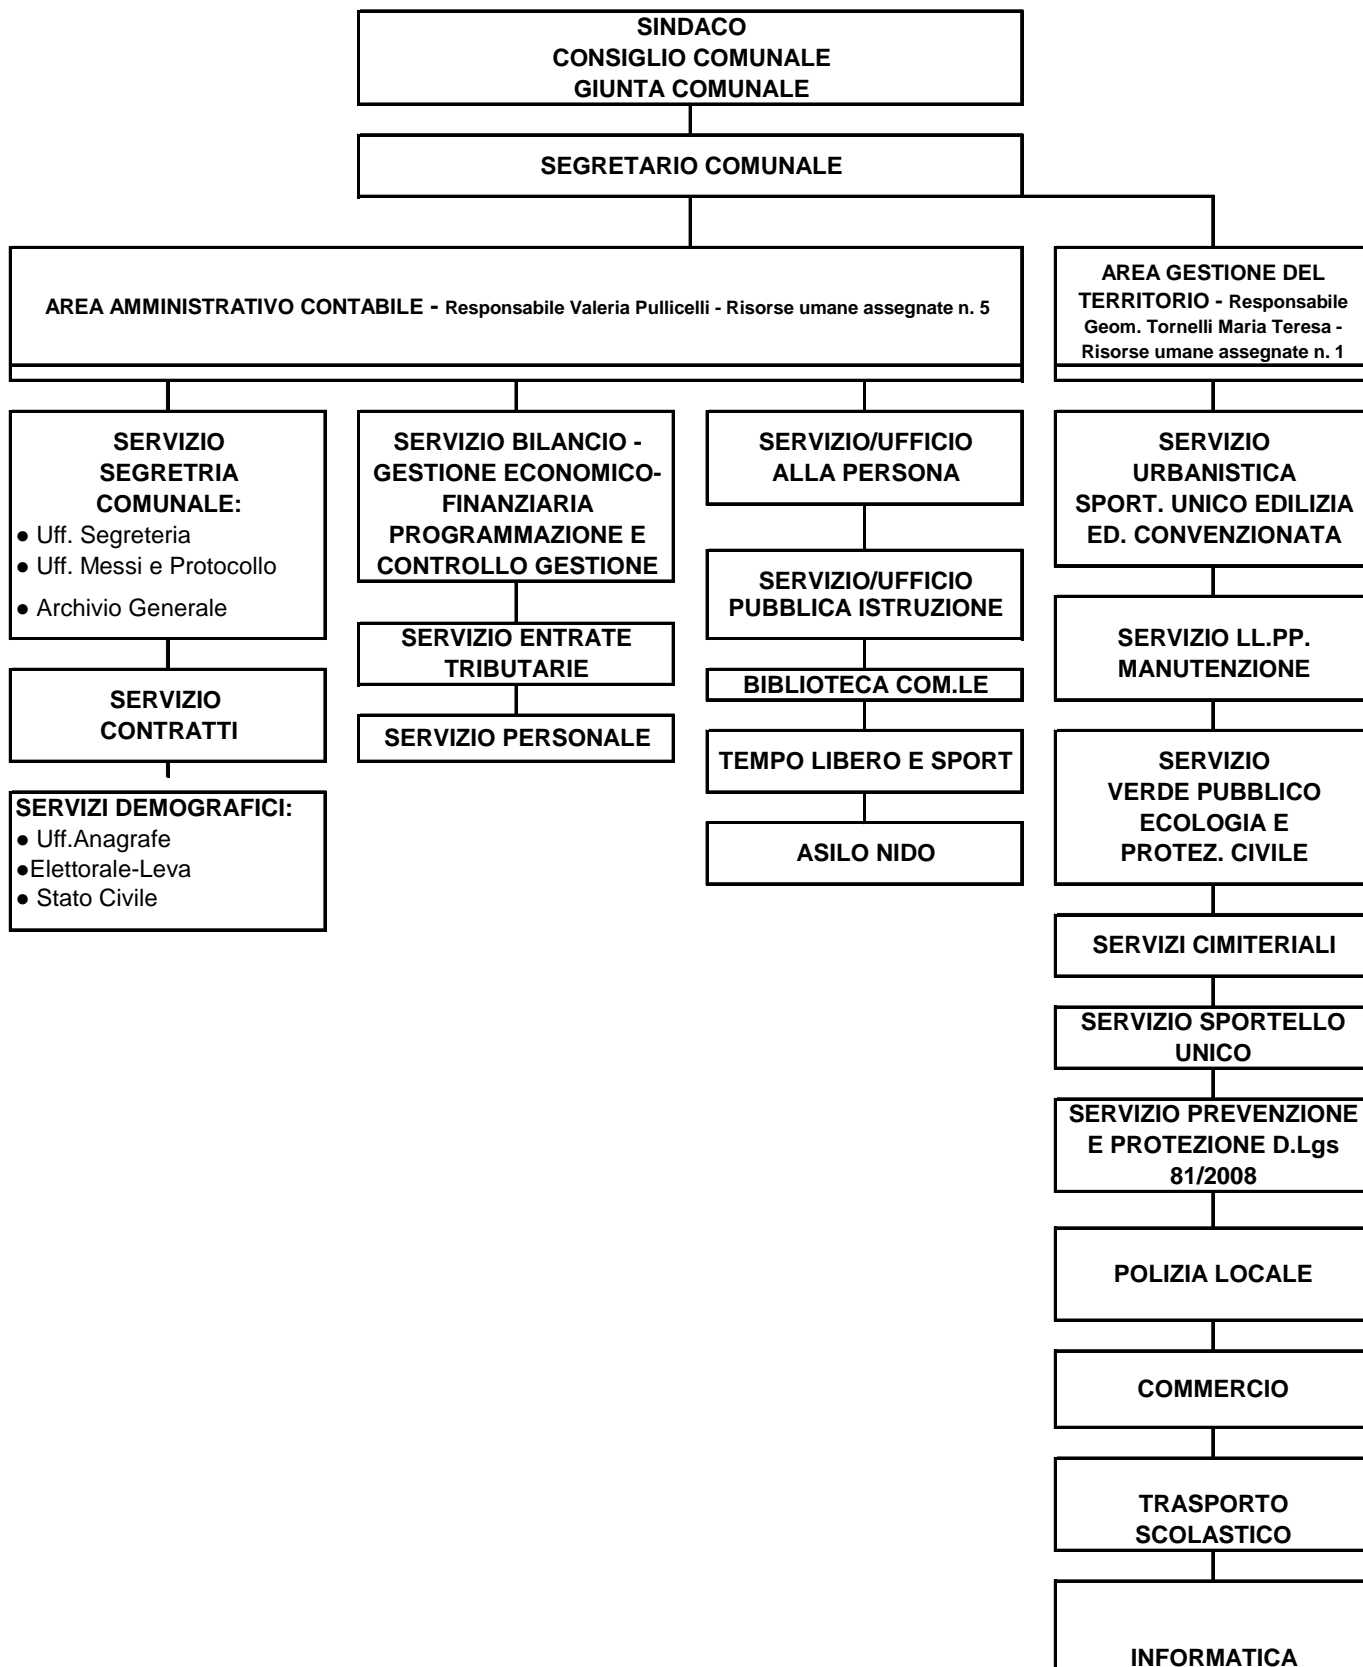 SINDACO
CONSIGLIO COMUNALE
GIUNTA COMUNALE
SEGRETARIO COMUNALE
AREA AMMINISTRATIVO CONTABILE - Responsabile Valeria Pullicelli - Risorse umane assegnate n. 5
AREA GESTIONE DEL
TERRITORIO - Responsabile
Geom. Tornelli Maria Teresa -
Risorse umane assegnate n. 1
SERVIZIO
SEGRETRIA
COMUNALE:
● Uff. Segreteria
● Uff. Messi e Protocollo
● Archivio Generale
SERVIZIO
CONTRATTI
SERVIZI DEMOGRAFICI:
● Uff.Anagrafe
●Elettorale-Leva
● Stato Civile
SERVIZIO BILANCIO -
GESTIONE ECONOMICO-
FINANZIARIA
PROGRAMMAZIONE E
CONTROLLO GESTIONE
SERVIZIO ENTRATE
TRIBUTARIE
SERVIZIO PERSONALE
SERVIZIO/UFFICIO
ALLA PERSONA
SERVIZIO/UFFICIO
PUBBLICA ISTRUZIONE
BIBLIOTECA COM.LE
TEMPO LIBERO E SPORT
ASILO NIDO
SERVIZIO
URBANISTICA
SPORT. UNICO EDILIZIA
ED. CONVENZIONATA
SERVIZIO LL.PP.
MANUTENZIONE
SERVIZIO
VERDE PUBBLICO
ECOLOGIA E
PROTEZ. CIVILE
SERVIZI CIMITERIALI
SERVIZIO SPORTELLO
UNICO
SERVIZIO PREVENZIONE
E PROTEZIONE D.Lgs
81/2008
POLIZIA LOCALE
COMMERCIO
TRASPORTO
SCOLASTICO
INFORMATICA